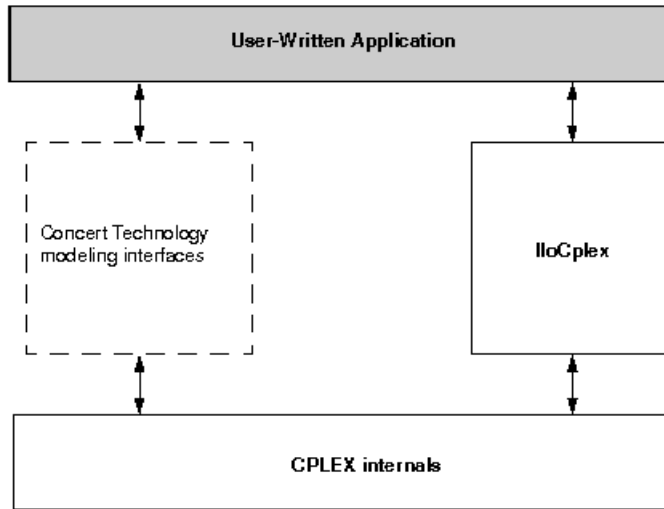 User-Written Application
Concert Technology
modeling interfaces
IloCplex
CPLEX internals